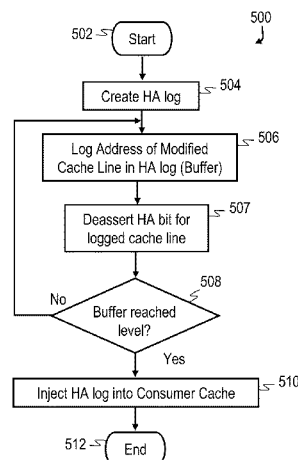 500
502
Start
504
Create HA log
506
Log Address of Modified
Cache Line in HA log (Buffer)
507
Deassert HA bit for
logged cache line
508
No
Buffer reached
level?
Yes
510
Inject HA log into Consumer Cache
512
End